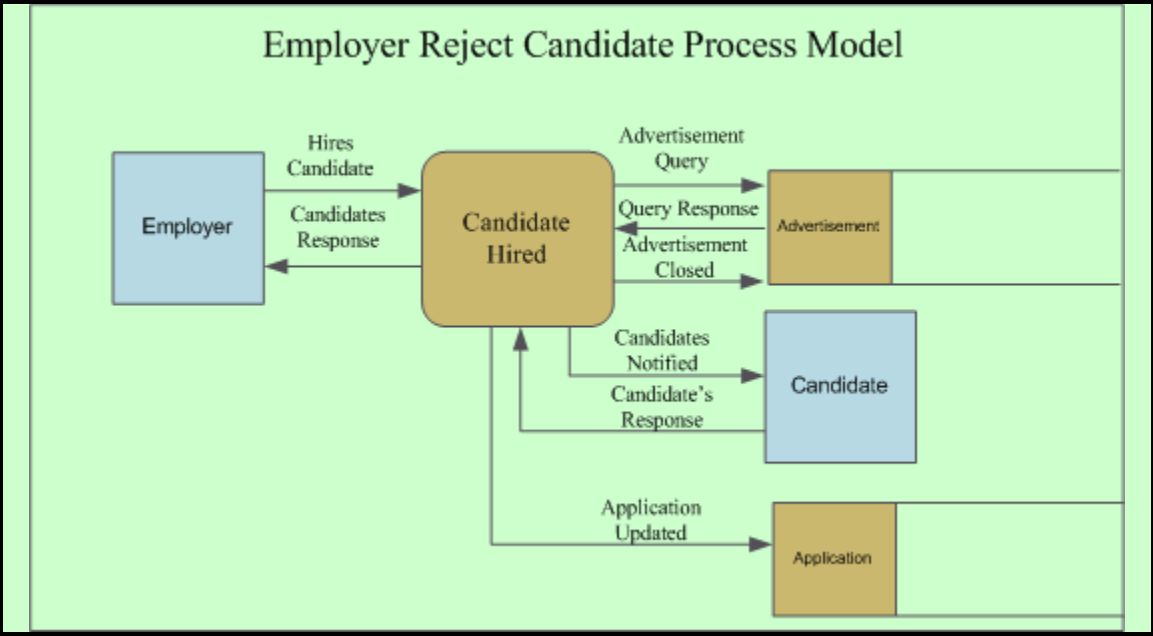 Employer Reject Candidate Process Model
Hires
Candidate
Employer
Candidates
Response
Candidate
Hired
Advertisement
Query
Query Response
Advertisement
Closed
Advertisement
Candidates
Notified
Candidate's
Response
Candidate
Application
Updated
Application